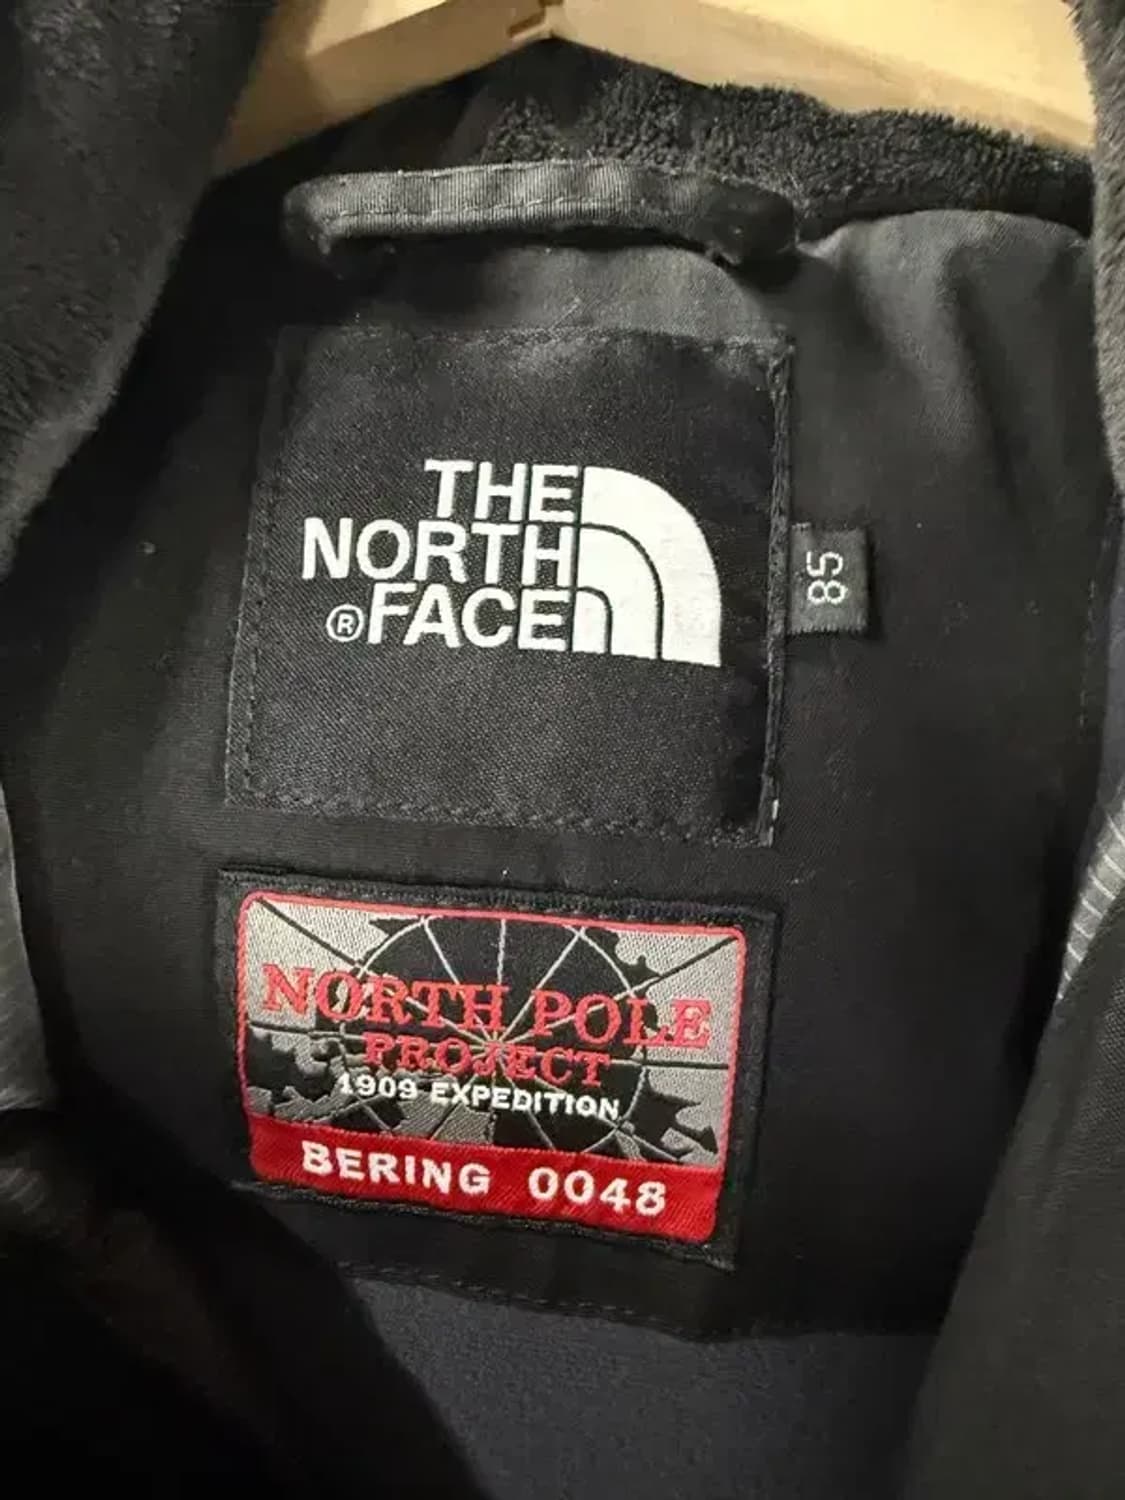 THE
NORTH
®FACE
85
NORTH POLE
PROJECT
1909 EXPEDITION
BERING 0048